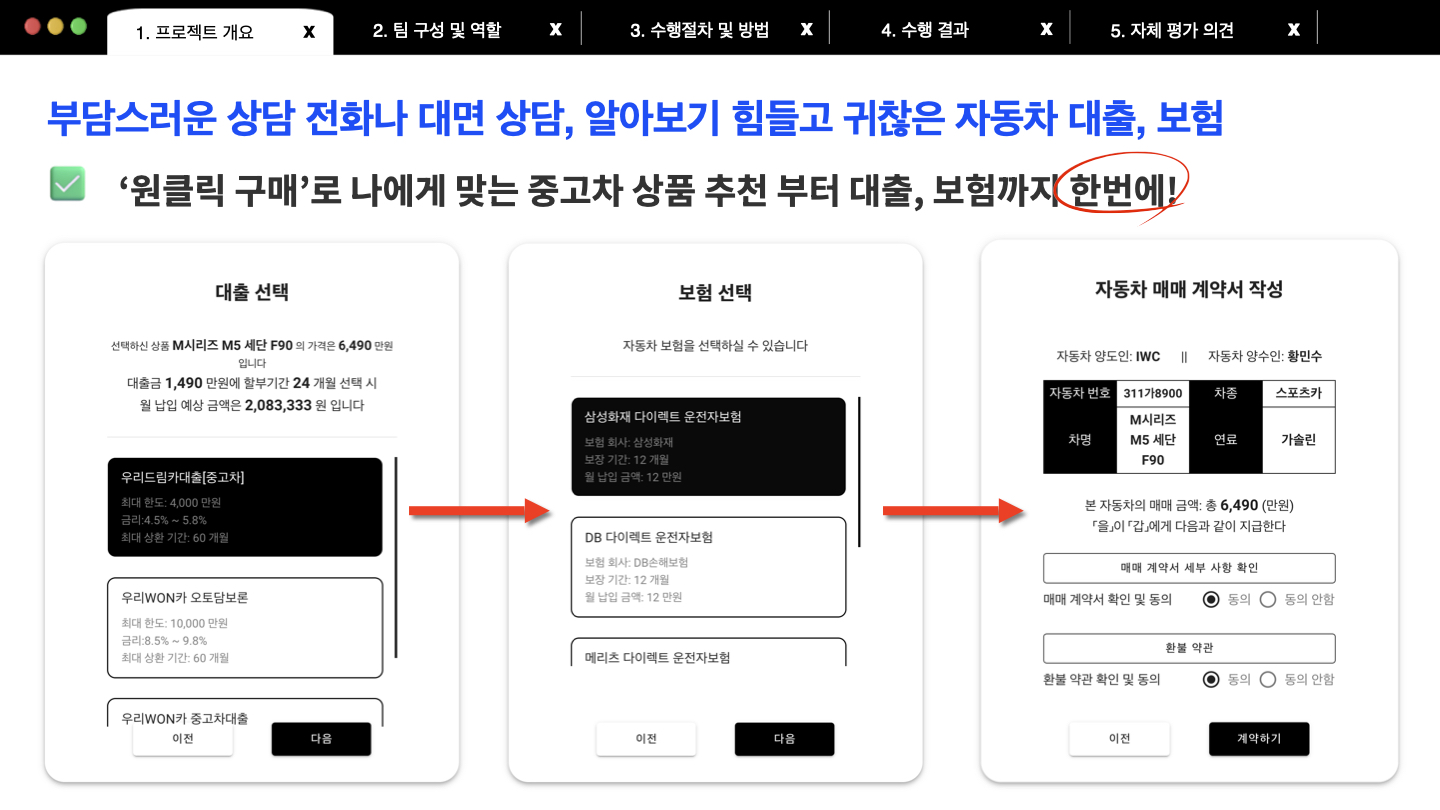 1. 프로젝트 개요 X 2. 팀 구성 및 역할 X 3. 수행절차 및 방법 X 4. 수행 결과 X 5. 자체 평가 의견 X
부담스러운 상담 전화나 대면 상담, 알아보기 힘들고 귀찮은 자동차 대출, 보험
‘원클릭 구매’로 나에게 맞는 중고차 상품 추천 부터 대출, 보험까지 한번에!
대출 선택
선택하신 상품 M시리즈 M5 세단 F90 의 가격은 6,490 만원
입니다
대출금 1,490 만원에 할부기간 24 개월 선택 시
월 납입 예상 금액은 2,083,333 원 입니다
우리드림카대출[중고차]
최대 한도: 4,000 만원
금리:4.5% ~ 5.8%
최대 상환 기간: 60 개월
우리WON카 오토담보론
최대 한도: 10,000 만원
금리:8.5% ~ 9.8%
최대 상환 기간: 60 개월
우리WON카 중고차대출
이전 다음
보험 선택
자동차 보험을 선택하실 수 있습니다
삼성화재 다이렉트 운전자보험
보험 회사: 삼성화재
보장 기간: 12 개월
월 납입 금액: 12 만원
DB 다이렉트 운전자보험
보험 회사: DB손해보험
보장 기간: 12 개월
월 납입 금액: 12 만원
메리츠 다이렉트 운전자보험
이전 다음
자동차 매매 계약서 작성
자동차 양도인: IWC || 자동차 양수인: 황민수
자동차 번호 311가8900 차종 스포츠카
차명 M시리즈 M5 세단 F90 연료 가솔린
본 자동차의 매매 금액: 총 6,490 (만원)
「을」이 「갑」에게 다음과 같이 지급한다
매매 계약서 세부 사항 확인
매매 계약서 확인 및 동의 동의 동의 안함
환불 약관
환불 약관 확인 및 동의 동의 동의 안함
이전 계약하기